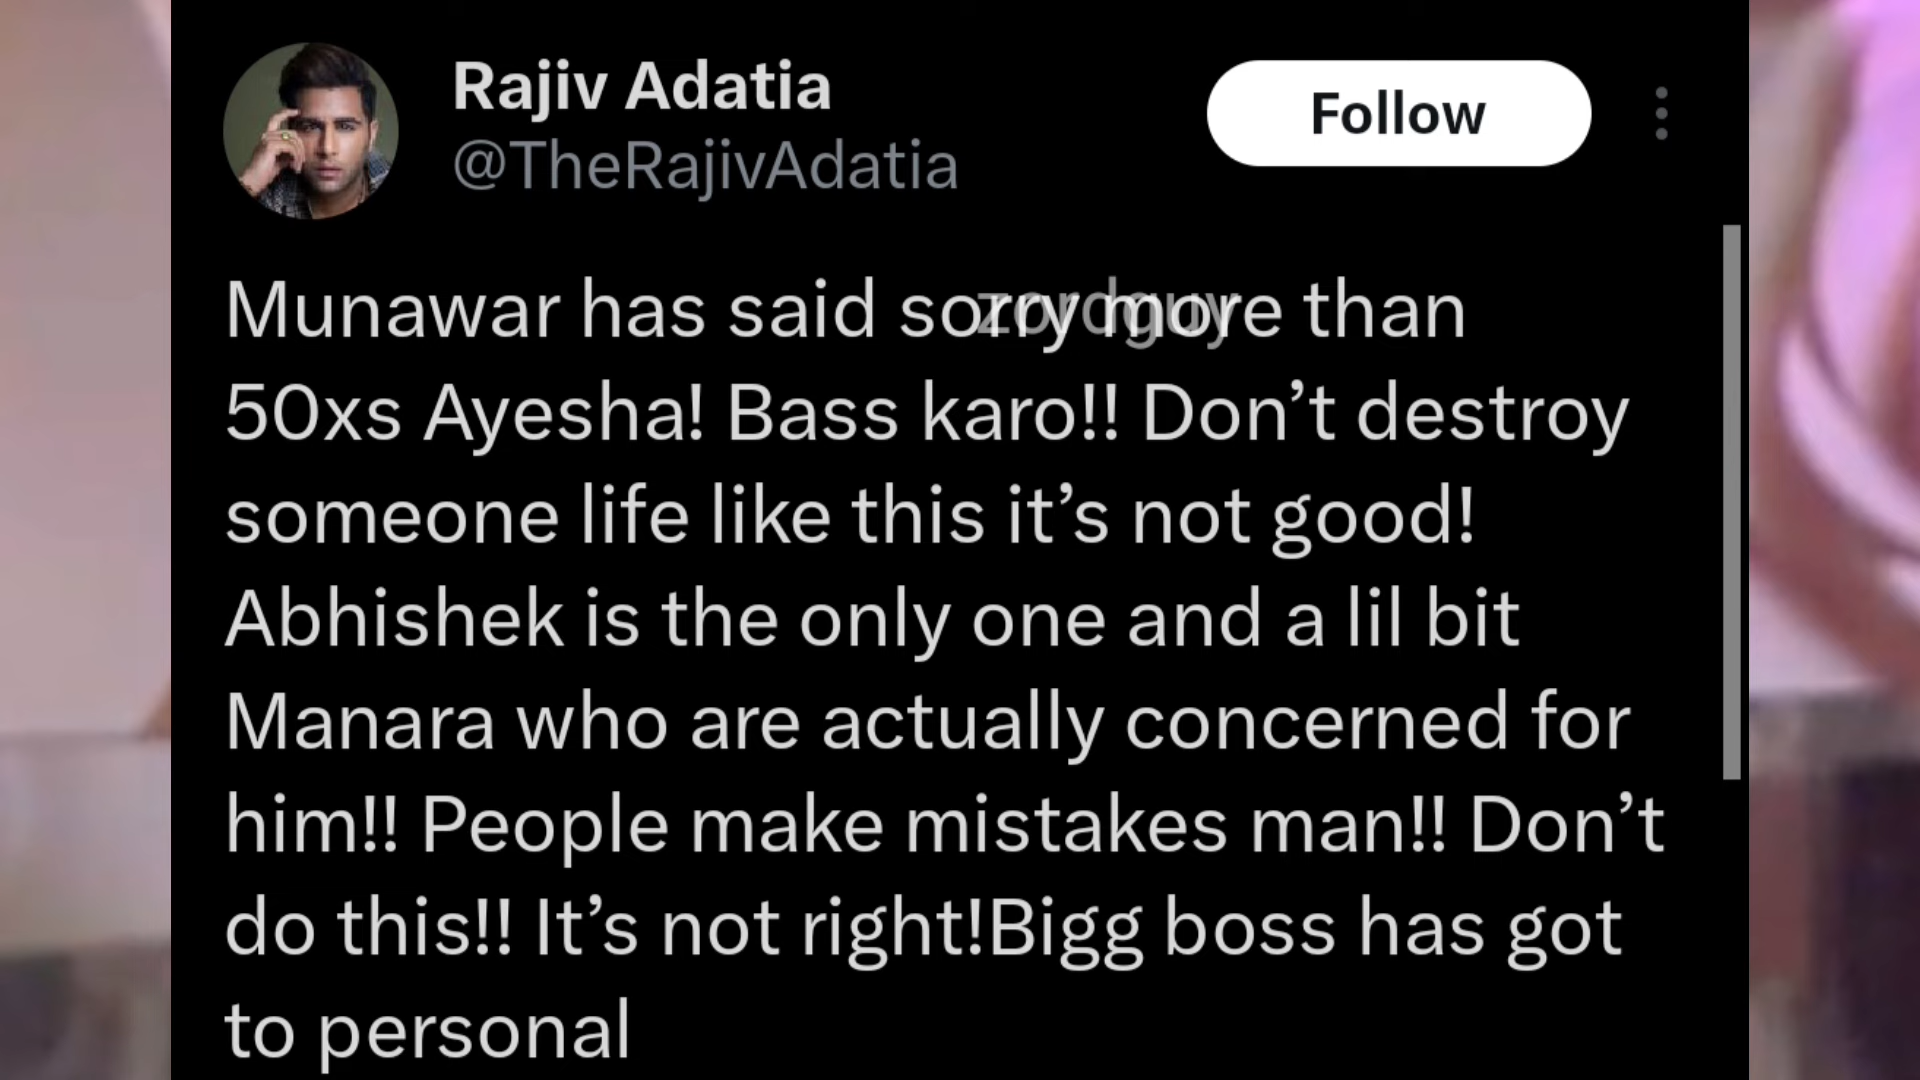 Rajiv Adatia
@TheRajivAdatia
Follow
Munawar has said sorry more than
zordguy
50xs Ayesha! Bass karo!! Don’t destroy
someone life like this it’s not good!
Abhishek is the only one and a lil bit
Manara who are actually concerned for
him!! People make mistakes man!! Don’t
do this!! It’s not right!Bigg boss has got
to personal